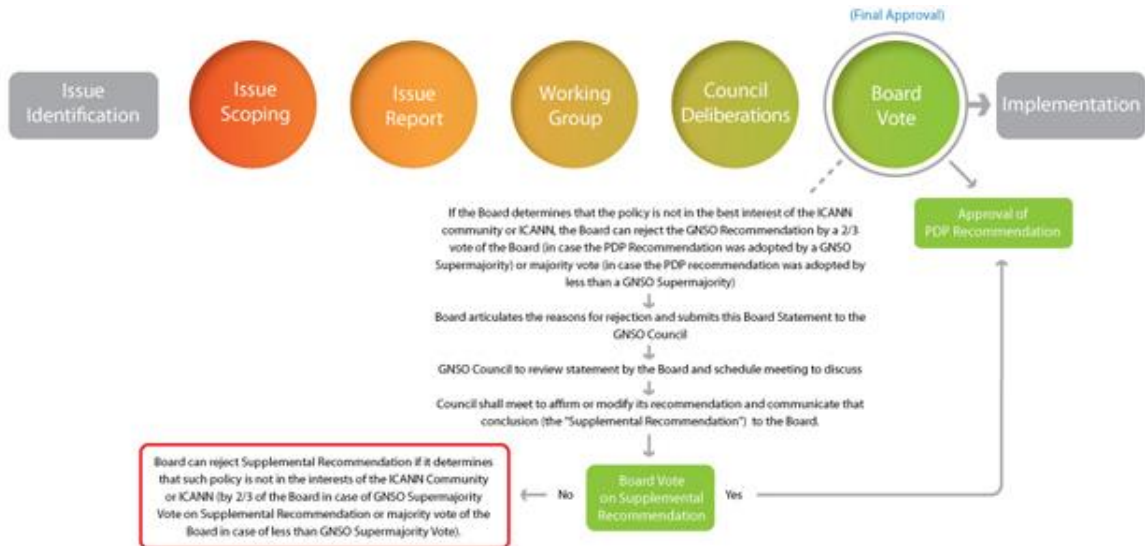 (Final Approval)
Issue
Identification
Issue
Scoping
Issue
Report
Working
Group
Council
Deliberations
Board
Vote
Implementation
If the Board determines that the policy is not in the best interest of the ICANN
community or ICANN, the Board can reject the GNSO Recommendation by a 2/3
vote of the Board (in case the PDP Recommendation was adopted by a GNSO
Supermajority) or majority vote (in case the PDP recommendation was adopted by
less than a GNSO Supermajority)
Approval of
PDP Recommendation
Board articulates the reasons for rejection and submits this Board Statement to the
GNSO Council
GNSO Council to review statement by the Board and schedule meeting to discuss
Council shall meet to affirm or modify its recommendation and communicate that
conclusion (the "Supplemental Recommendation") to the Board.
Board can reject Supplemental Recommendation if it determines
that such policy is not in the interests of the ICANN Community
or ICANN (by 2/3 of the Board in case of GNSO Supermajority
Vote on Supplemental Recommendation or majority vote of the
Board in case of less than GNSO Supermajority Vote).
No
Board Vote
on Supplemental
Recommendation
Yes